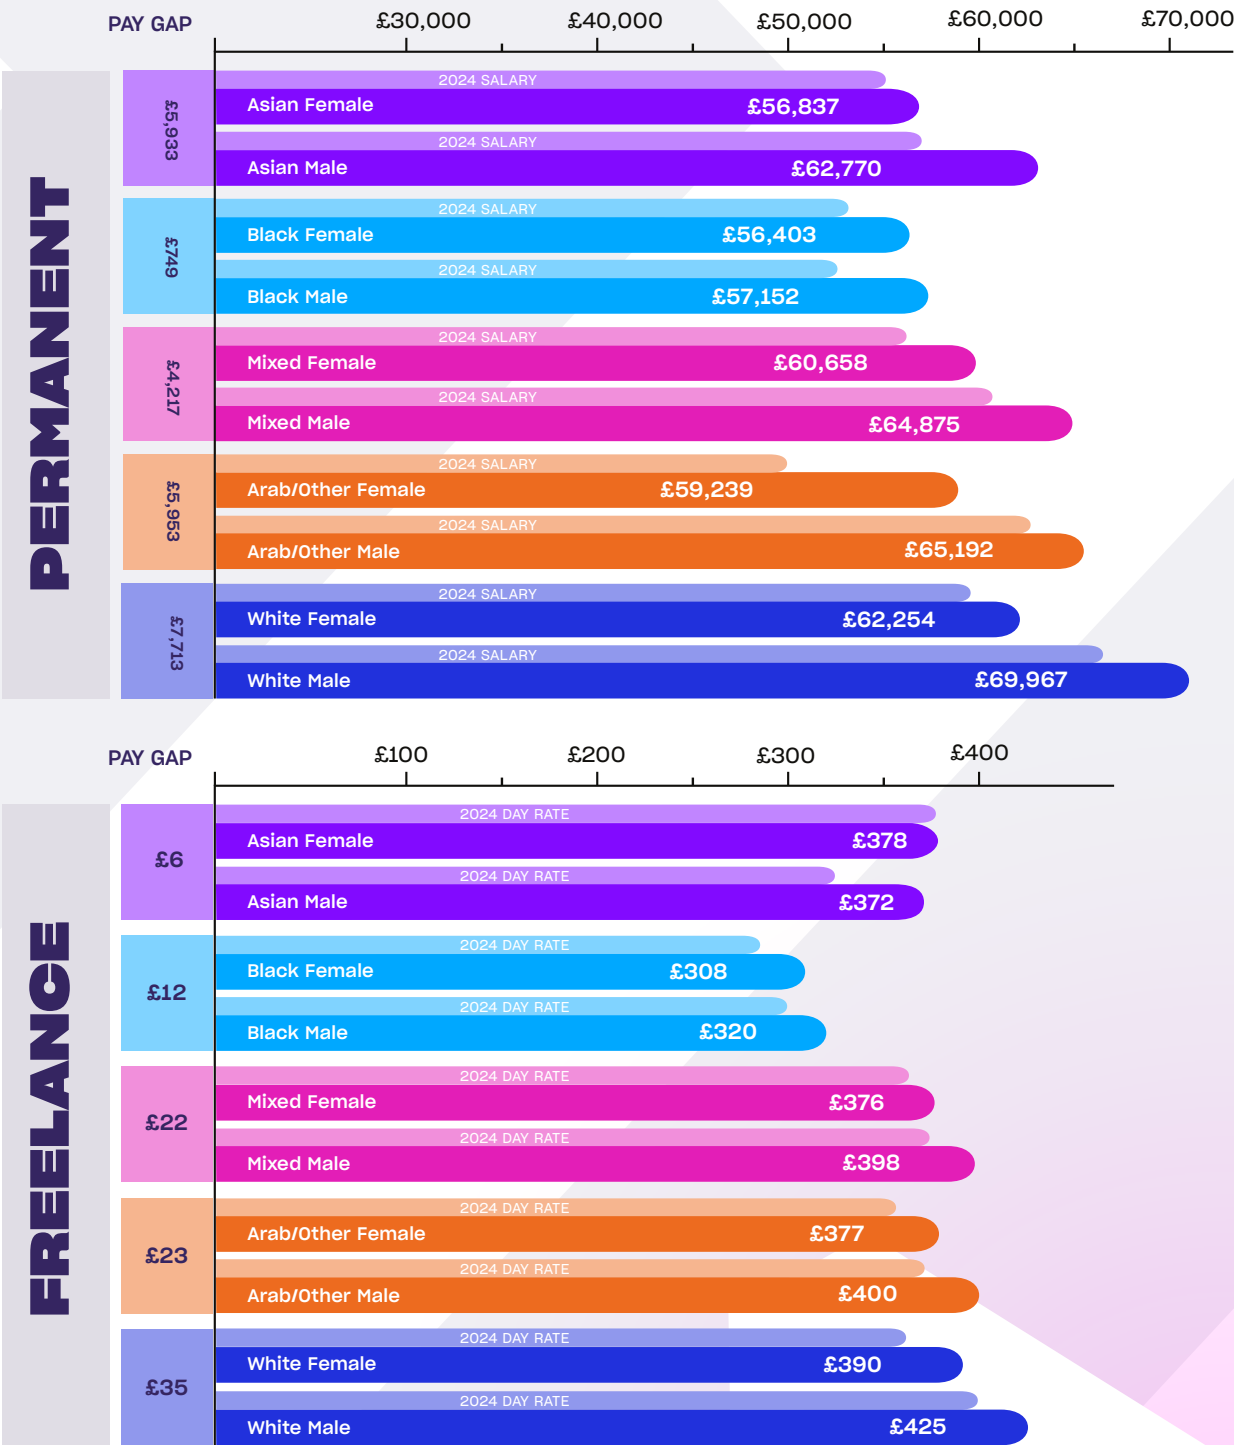 PAY GAP £30,000 £40,000 £50,000 £60,000 £70,000
PERMANENT
£5,933
2024 SALARY
Asian Female £56,837
2024 SALARY
Asian Male £62,770
£749
2024 SALARY
Black Female £56,403
2024 SALARY
Black Male £57,152
£4,217
2024 SALARY
Mixed Female £60,658
2024 SALARY
Mixed Male £64,875
£5,953
2024 SALARY
Arab/Other Female £59,239
2024 SALARY
Arab/Other Male £65,192
£7,713
2024 SALARY
White Female £62,254
2024 SALARY
White Male £69,967
PAY GAP £100 £200 £300 £400
FREELANCE
£6
2024 DAY RATE
Asian Female £378
2024 DAY RATE
Asian Male £372
£12
2024 DAY RATE
Black Female £308
2024 DAY RATE
Black Male £320
£22
2024 DAY RATE
Mixed Female £376
2024 DAY RATE
Mixed Male £398
£23
2024 DAY RATE
Arab/Other Female £377
2024 DAY RATE
Arab/Other Male £400
£35
2024 DAY RATE
White Female £390
2024 DAY RATE
White Male £425